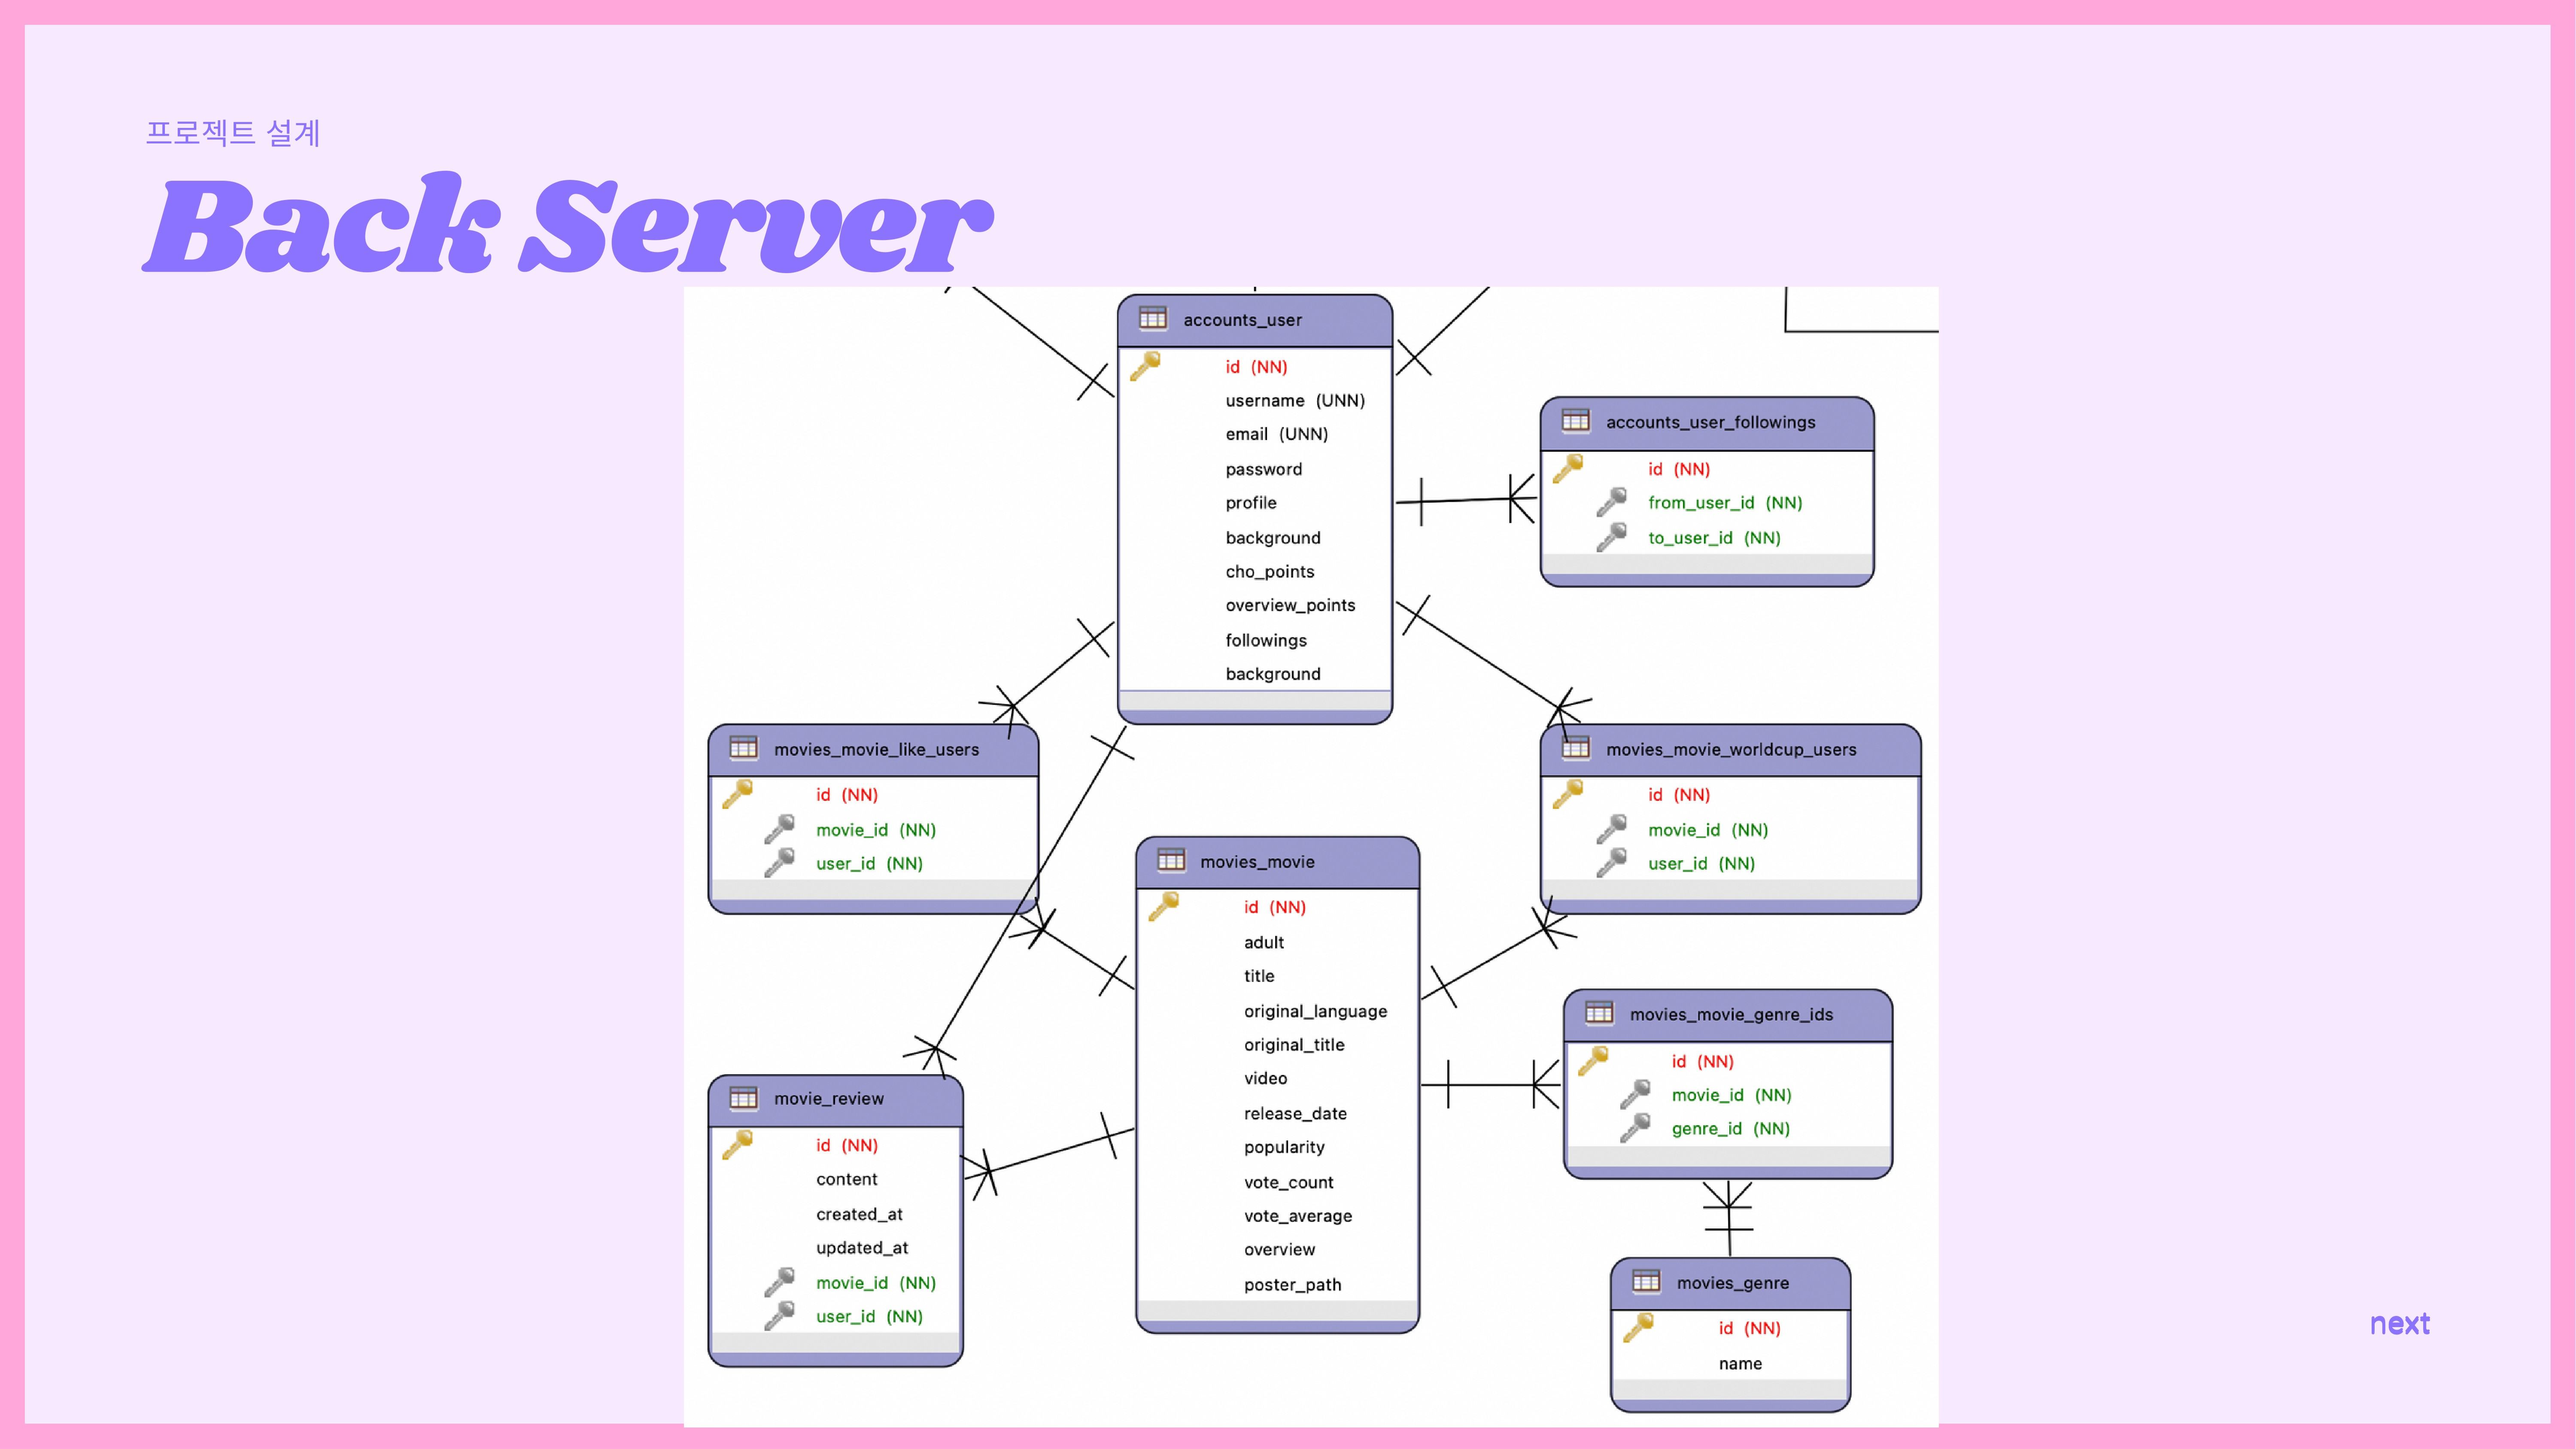 프로젝트 설계
Back Server
accounts_user
id (NN)
username (UNN)
email (UNN)
password
profile
background
cho_points
overview_points
followings
background
accounts_user_followings
id (NN)
from_user_id (NN)
to_user_id (NN)
movies_movie_like_users
id (NN)
movie_id (NN)
user_id (NN)
movies_movie_worldcup_users
id (NN)
movie_id (NN)
user_id (NN)
movies_movie
id (NN)
adult
title
original_language
original_title
video
release_date
popularity
vote_count
vote_average
overview
poster_path
movies_movie_genre_ids
id (NN)
movie_id (NN)
genre_id (NN)
movie_review
id (NN)
content
created_at
updated_at
movie_id (NN)
user_id (NN)
movies_genre
id (NN)
name
next